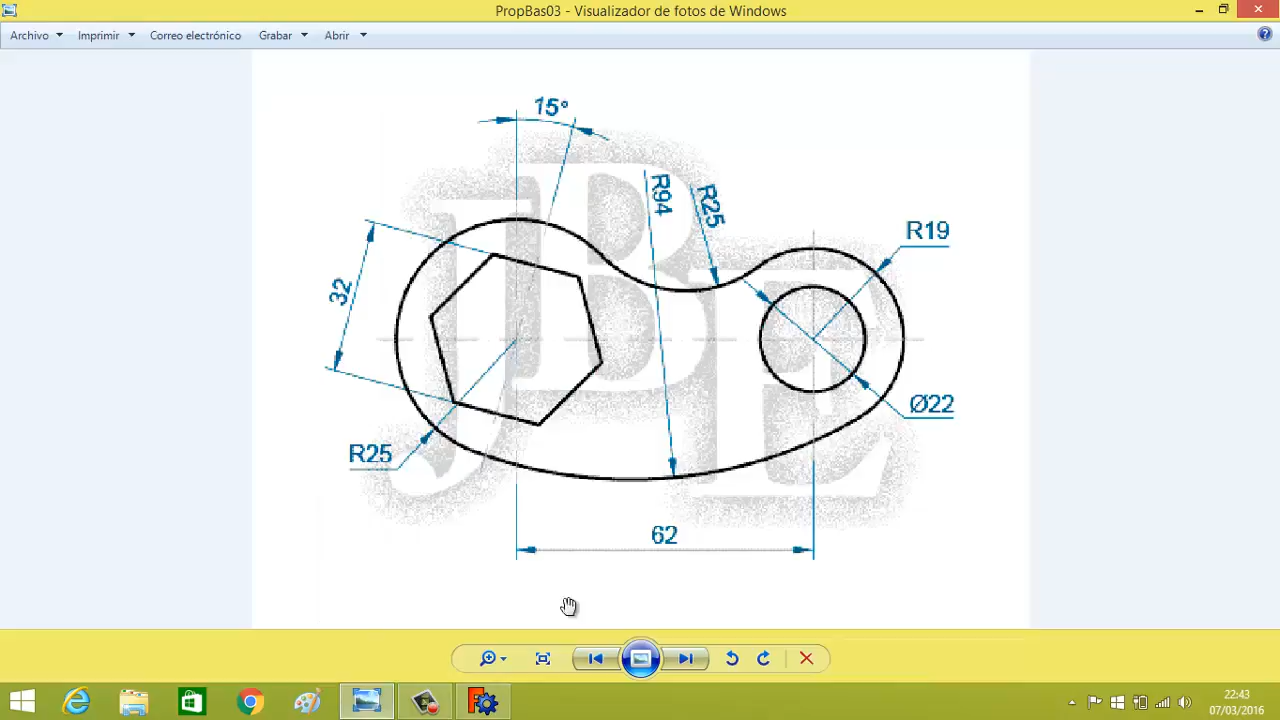 PropBas03 - Visualizador de fotos de Windows
Archivo Imprimir Correo electrónico Grabar Abrir
15°
R94
R25
R19
32
Ø22
R25
62
JBAE
22:43
07/03/2016